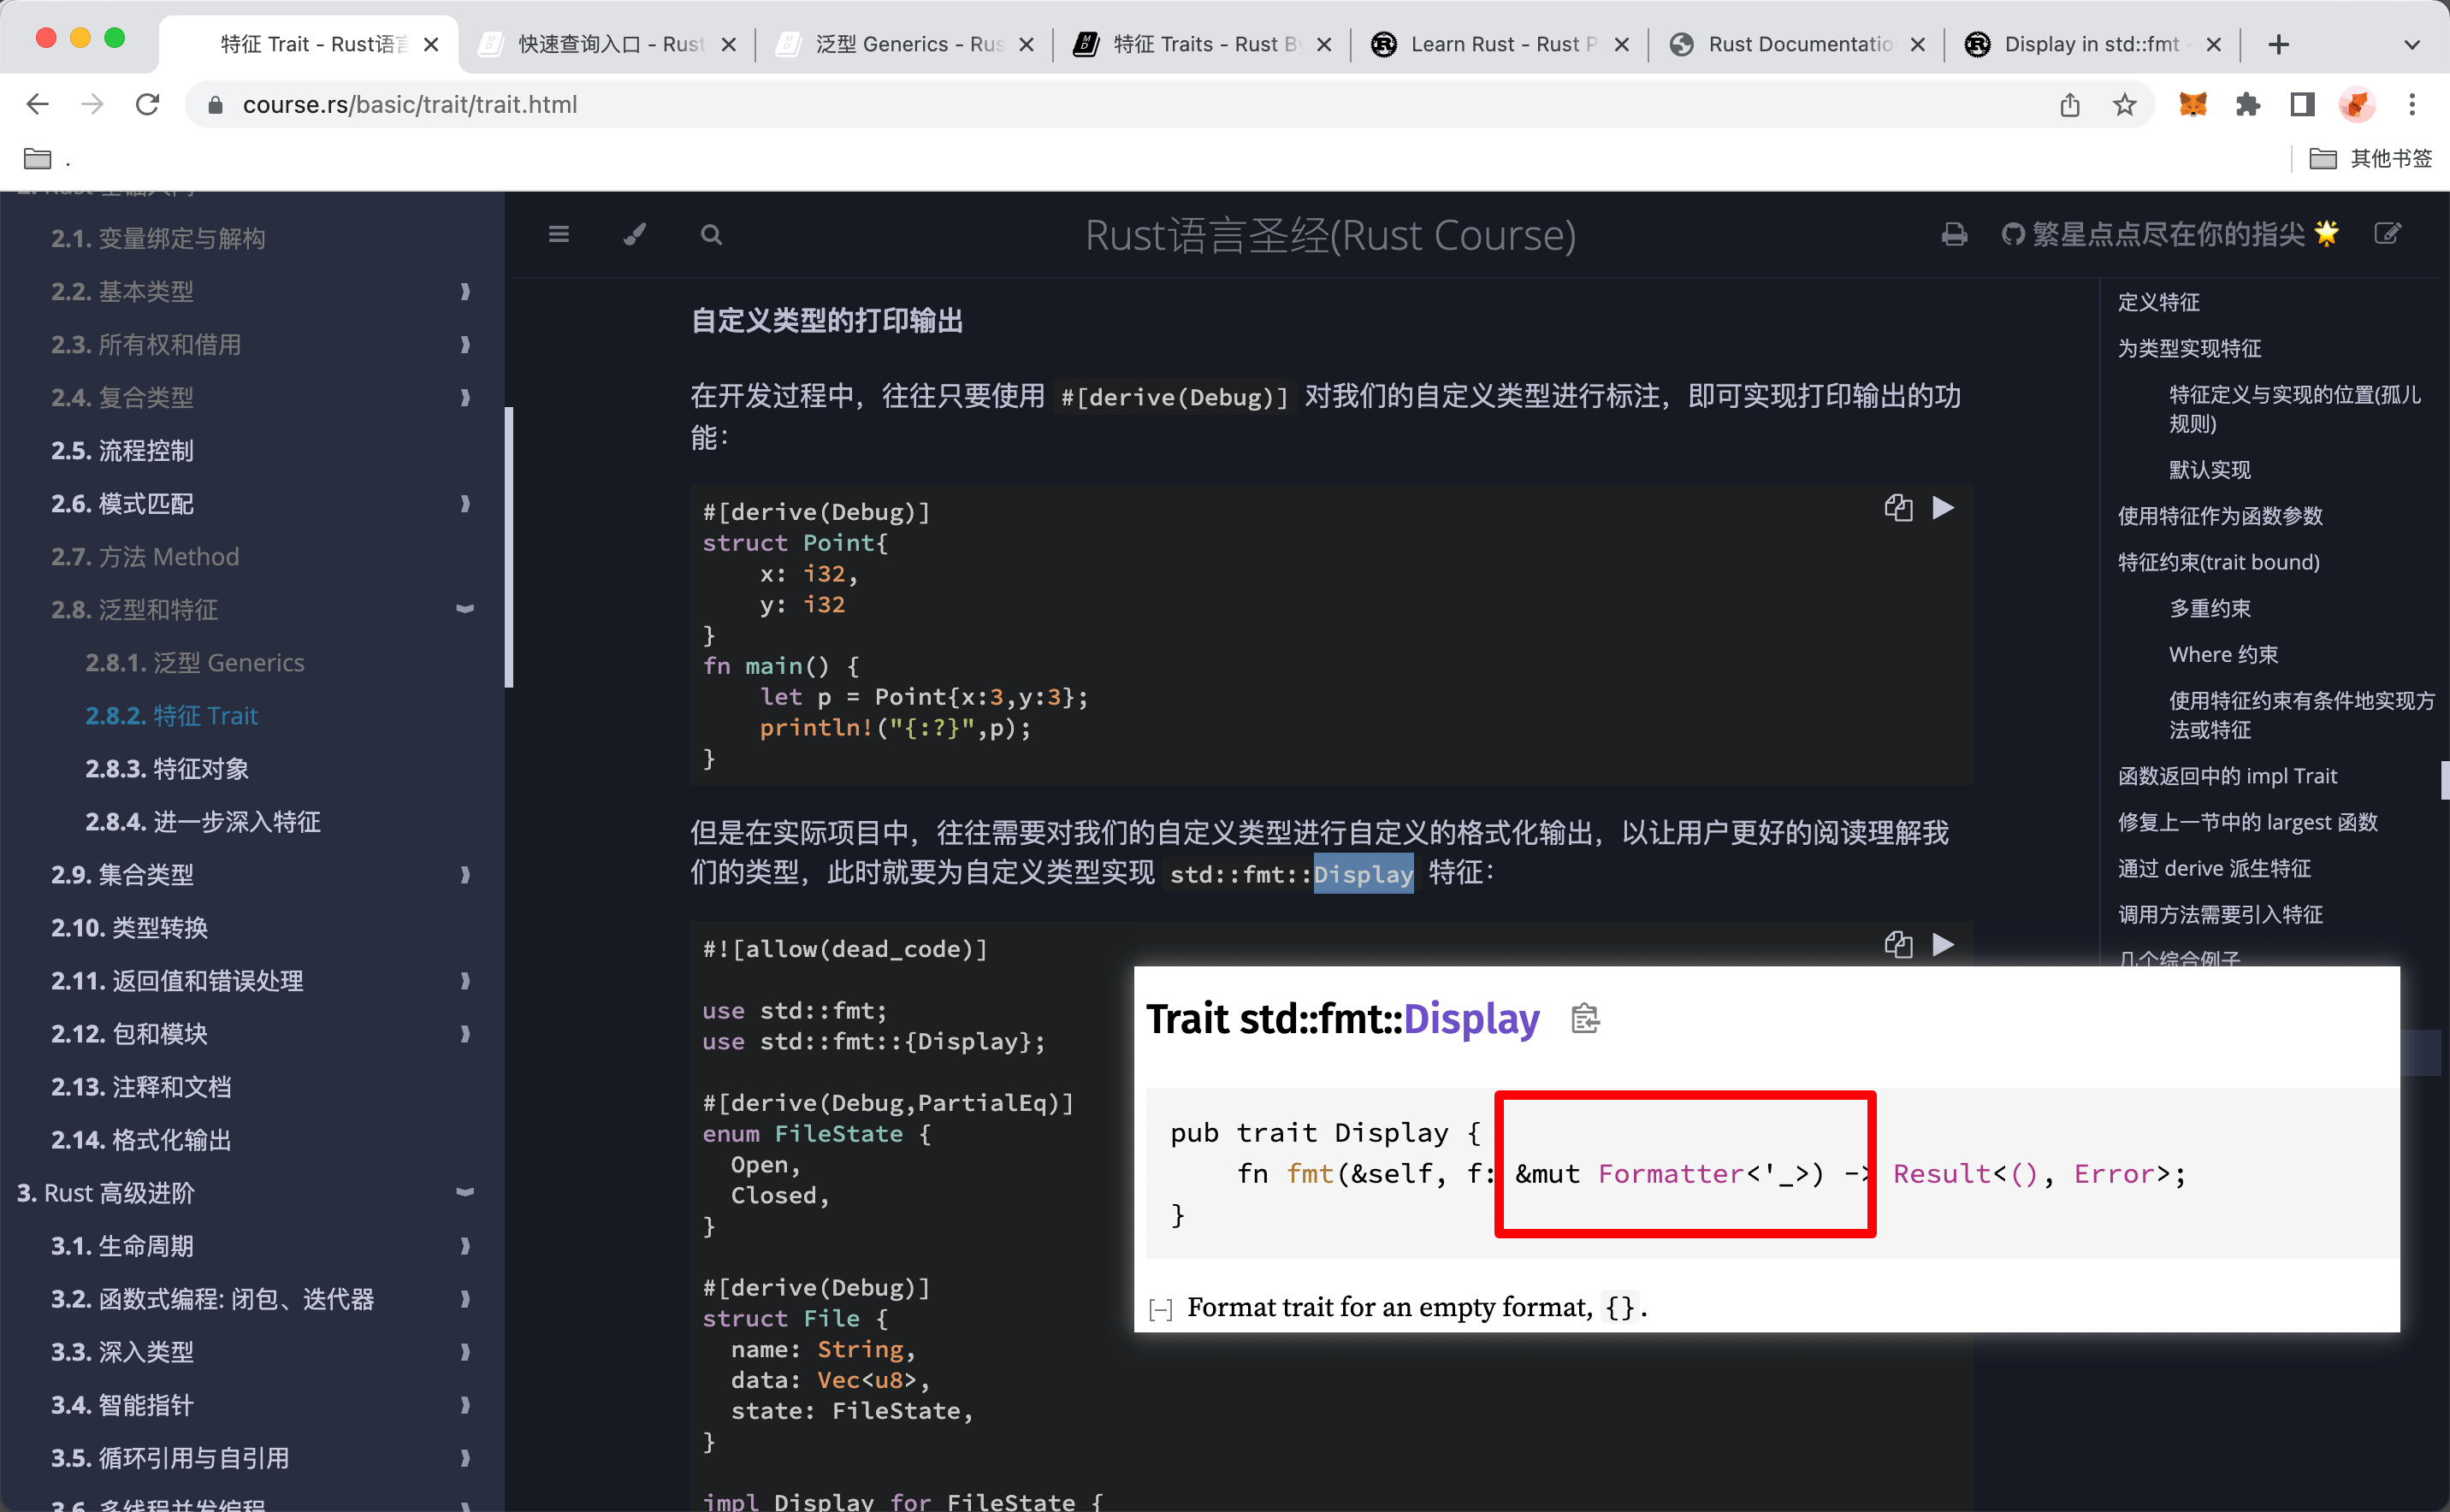 特征 Trait - Rust语言
快速查询入口 - Rust
泛型 Generics - Rus
特征 Traits - Rust By
Learn Rust - Rust P
Rust Documentatio
Display in std::fmt -
course.rs/basic/trait/trait.html
.
其他书签
2.1. 变量绑定与解构
2.2. 基本类型
2.3. 所有权和借用
2.4. 复合类型
2.5. 流程控制
2.6. 模式匹配
2.7. 方法 Method
2.8. 泛型和特征
2.8.1. 泛型 Generics
2.8.2. 特征 Trait
2.8.3. 特征对象
2.8.4. 进一步深入特征
2.9. 集合类型
2.10. 类型转换
2.11. 返回值和错误处理
2.12. 包和模块
2.13. 注释和文档
2.14. 格式化输出
3. Rust 高级进阶
3.1. 生命周期
3.2. 函数式编程: 闭包、迭代器
3.3. 深入类型
3.4. 智能指针
3.5. 循环引用与自引用
3.6. 多线程并发编程
Rust语言圣经(Rust Course)
繁星点点尽在你的指尖 🌟
自定义类型的打印输出
在开发过程中，往往只要使用 #[derive(Debug)] 对我们的自定义类型进行标注，即可实现打印输出的功
能：
#[derive(Debug)]
struct Point{
    x: i32,
    y: i32
}
fn main() {
    let p = Point{x:3,y:3};
    println!("{:?}",p);
}
但是在实际项目中，往往需要对我们的自定义类型进行自定义的格式化输出，以让用户更好的阅读理解我
们的类型，此时就要为自定义类型实现 std::fmt::Display 特征：
#![allow(dead_code)]
use std::fmt;
use std::fmt::{Display};
#[derive(Debug,PartialEq)]
enum FileState {
  Open,
  Closed,
}
#[derive(Debug)]
struct File {
  name: String,
  data: Vec<u8>,
  state: FileState,
}
impl Display for FileState {
Trait std::fmt::Display
pub trait Display {
    fn fmt(&self, f: &mut Formatter<'_>) -> Result<(), Error>;
}
[−] Format trait for an empty format, {}.
定义特征
为类型实现特征
特征定义与实现的位置(孤儿
规则)
默认实现
使用特征作为函数参数
特征约束(trait bound)
多重约束
Where 约束
使用特征约束有条件地实现方
法或特征
函数返回中的 impl Trait
修复上一节中的 largest 函数
通过 derive 派生特征
调用方法需要引入特征
几个综合例子